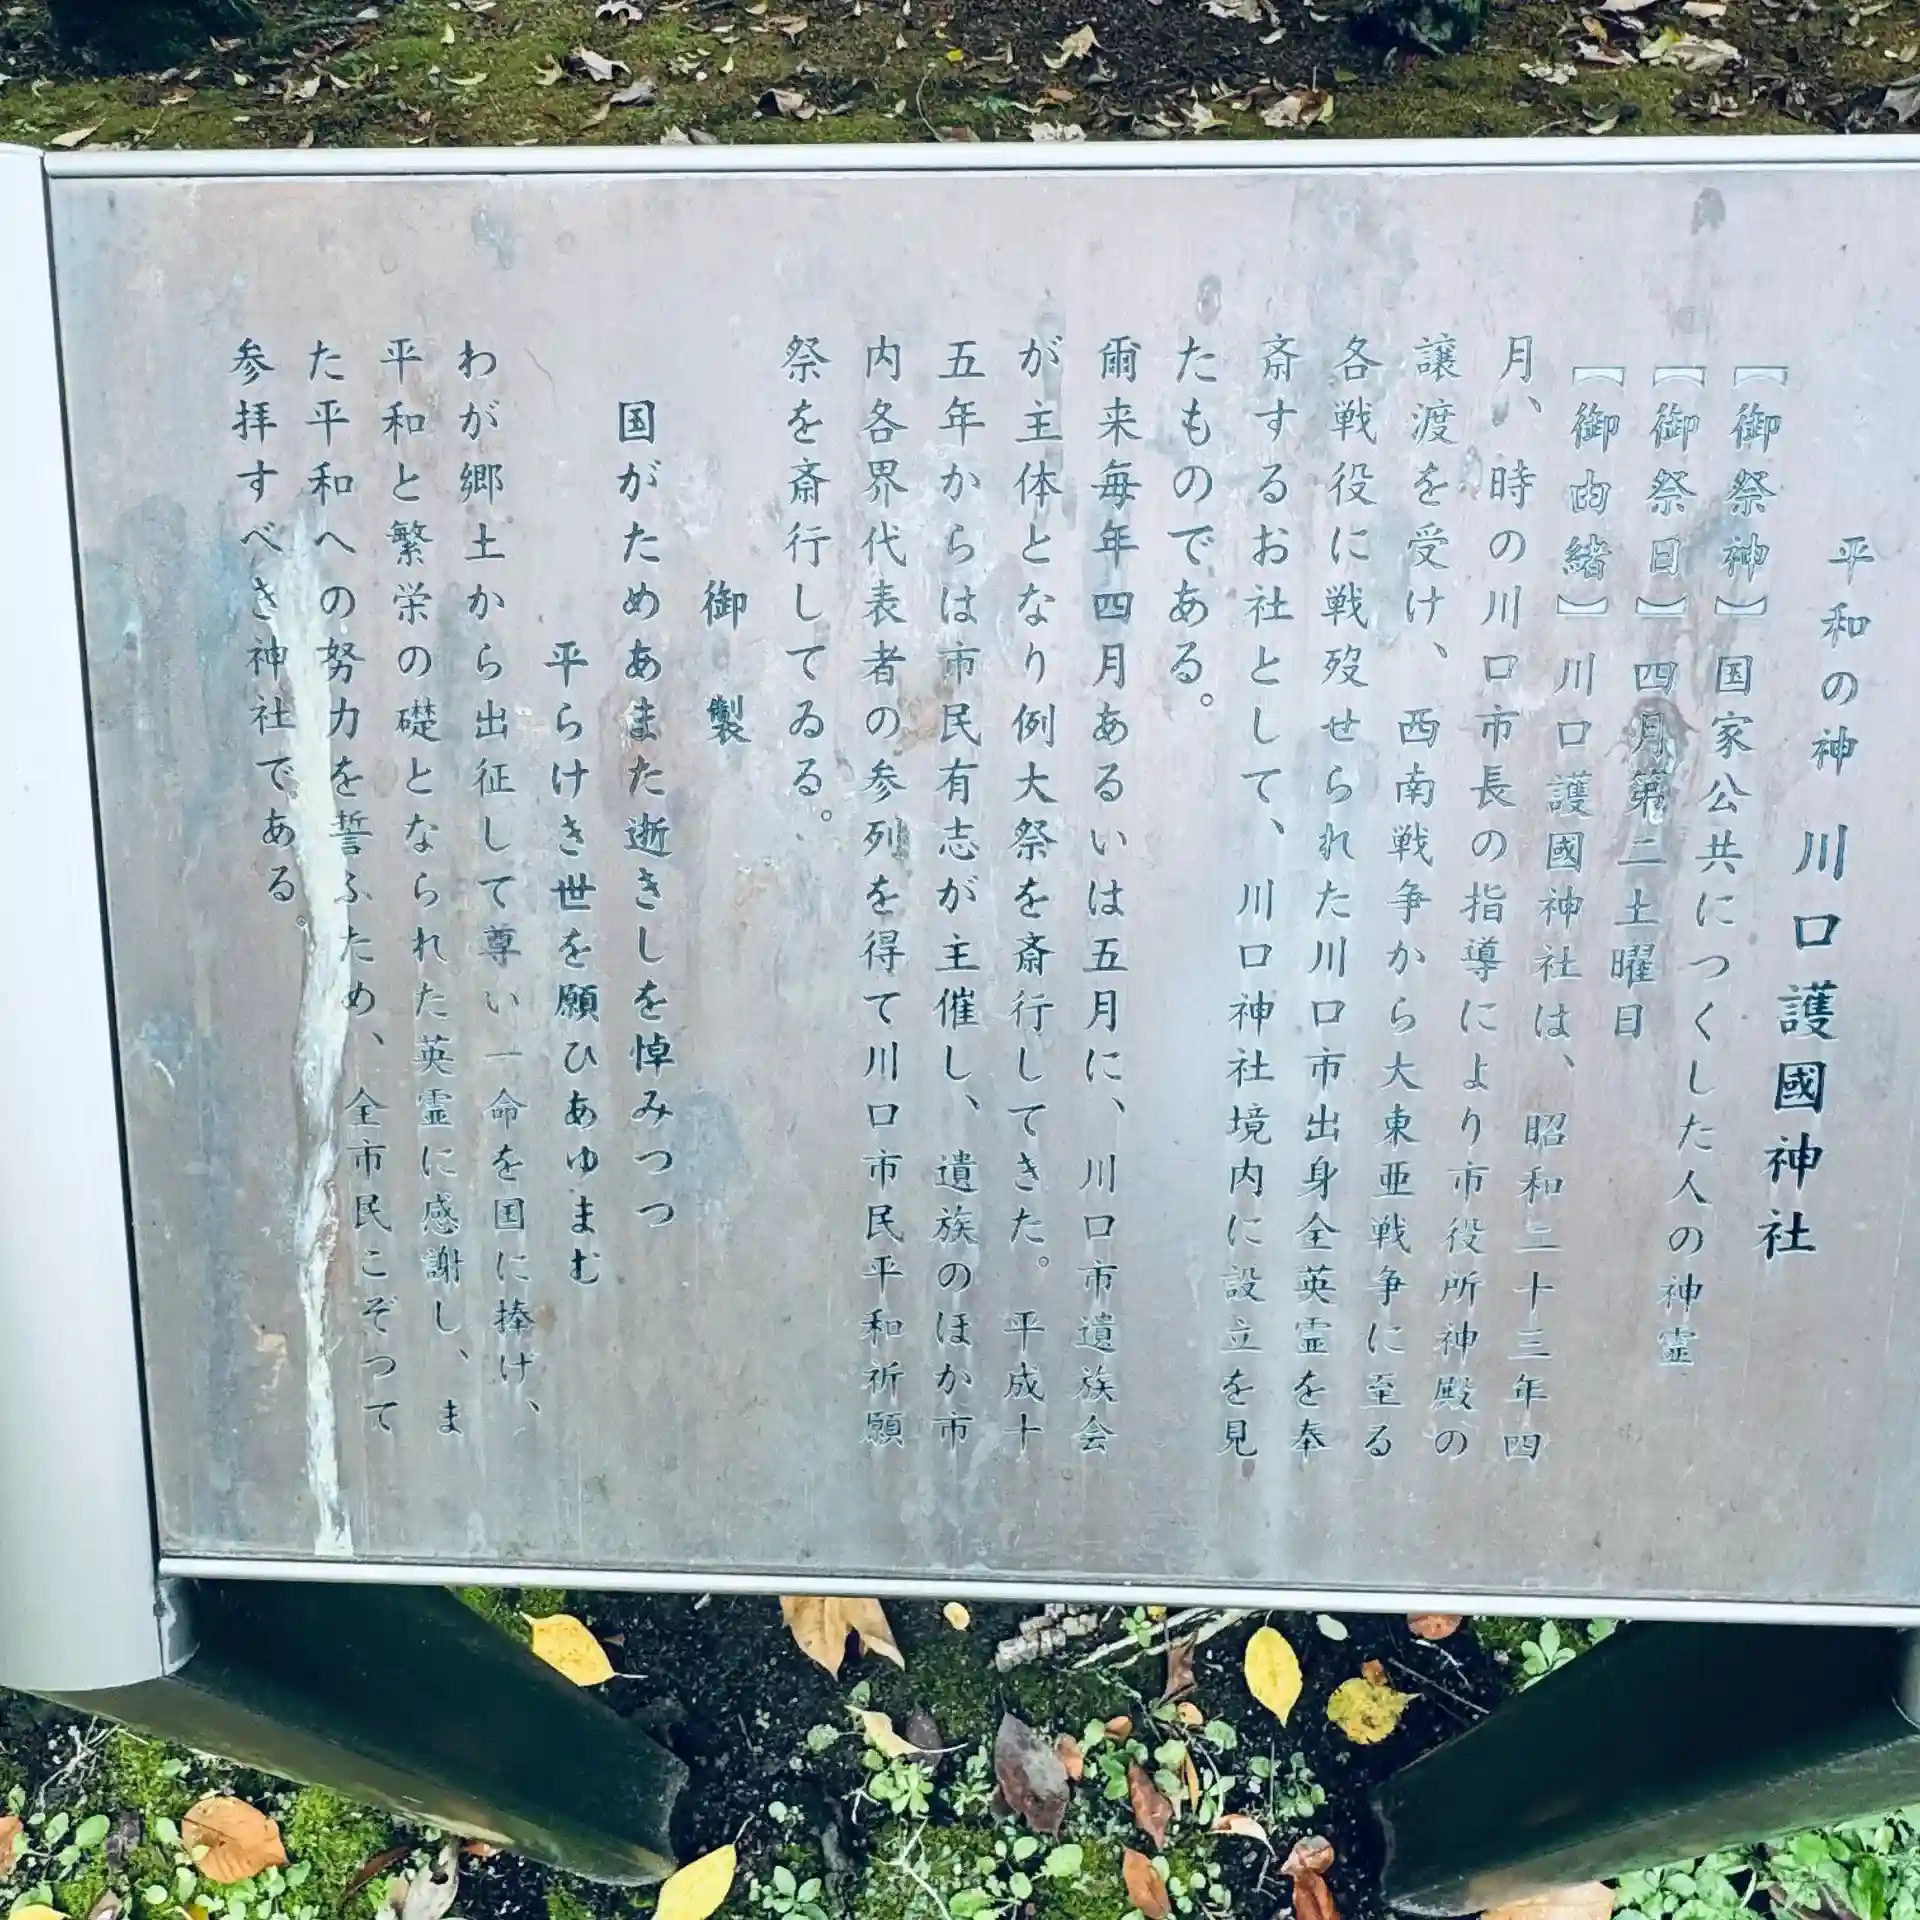 平和の神 川口護國神社
【御祭神】国家公共につくした人の神霊
【御祭日】四月第二土曜日
【御由緒】川口護國神社は、昭和二十三年四
月、時の川口市長の指導により市役所神殿の
譲渡を受け、西南戦争から大東亜戦争に至る
各戦役に戦歿せられた川口市出身全英霊を奉
斎するお社として、川口神社境内に設立を見
たものである。
爾来毎年四月あるいは五月に、川口市遺族会
が主体となり例大祭を斎行してきた。平成十
五年からは市民有志が主催し、遺族のほか市
内各界代表者の参列を得て川口市民平和祈願
祭を斎行してゐる。
御製
国がためあまた逝きしを悼みつつ
平らけき世を願ひあゆまむ
わが郷土から出征して尊い一命を国に捧げ、
平和と繁栄の礎となられた英霊に感謝し、ま
た平和への努力を誓ふため、全市民こぞつて
参拝すべき神社である。